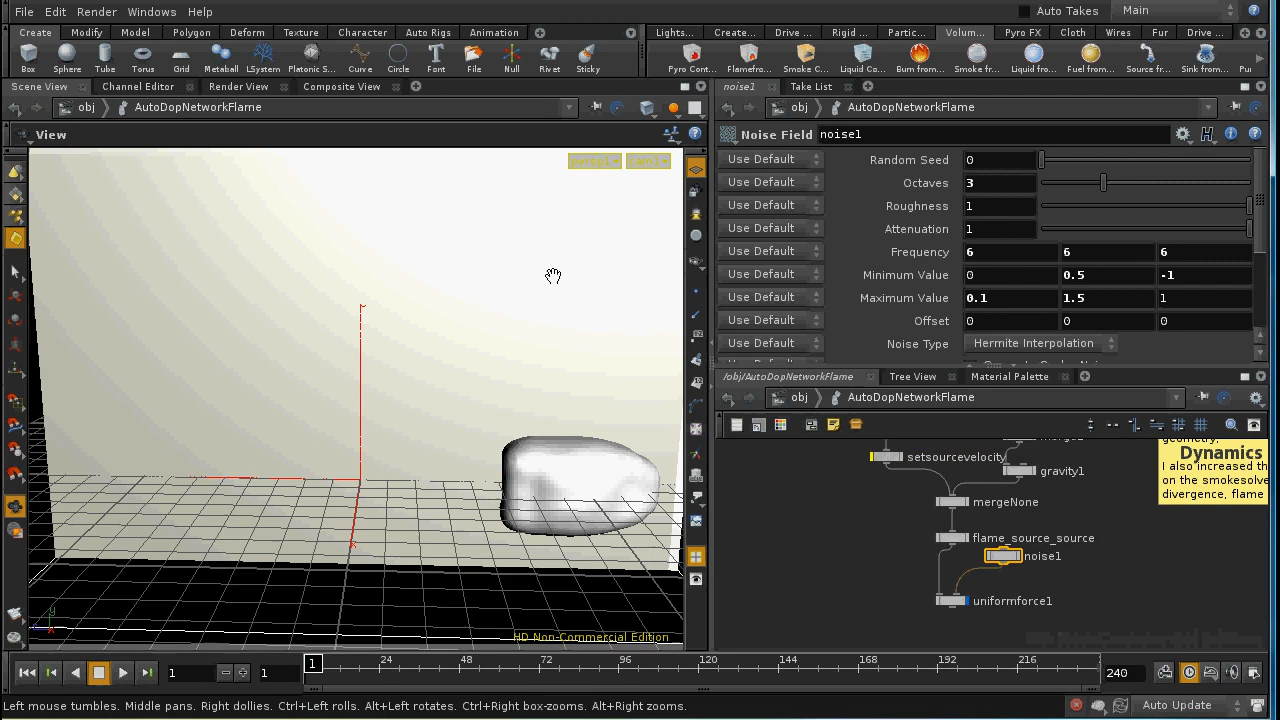 File Edit Render Windows Help Auto Takes Main
Create Modify Model Polygon Deform Texture Character Auto Rigs Animation Lights... Create... Drive ... Rigid ... Partic... Volum... Pyro FX Cloth Wires Fur Drive ...
Box Sphere Tube Torus Grid Metaball LSystem Platonic S... Curve Circle Font File Null Rivet Sticky Pyro Cont... Flamefro... Smoke C... Liquid Co... Burn from... Smoke fr... Liquid fro... Fuel from... Source fr... Sink from... Pu
Scene View Channel Editor Render View Composite View noise1 Take List
obj AutoDopNetworkFlame obj AutoDopNetworkFlame
View Noise Field noise1
persp1 cam1
Use Default Random Seed 0
Use Default Octaves 3
Use Default Roughness 1
Use Default Attenuation 1
Use Default Frequency 6 6 6
Use Default Minimum Value 0 0.5 -1
Use Default Maximum Value 0.1 1.5 1
Use Default Offset 0 0 0
Use Default Noise Type Hermite Interpolation
/obj/AutoDopNetworkFlame Tree View Material Palette
obj AutoDopNetworkFlame
geometry.
setsourcevelocity Dynamics
gravity1 I also increased th
on the smokesolve
divergence, flame
mergeNone
flame_source_source
noise1
uniformforce1
HD Non-Commercial Edition
1 1 1 24 48 72 96 120 144 168 192 216 240
Left mouse tumbles. Middle pans. Right dollies. Ctrl+Left rolls. Alt+Left rotates. Ctrl+Right box-zooms. Alt+Right zooms. Auto Update